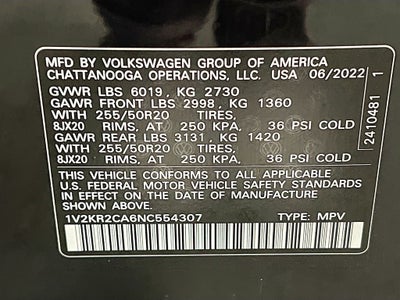 MFD BY VOLKSWAGEN GROUP OF AMERICA
CHATTANOOGA OPERATIONS, LLC. USA 06/2022
GVWR LBS 6019, KG 2730
GAWR FRONT LBS 2998, KG 1360
WITH 255/50R20 TIRES,
8JX20 RIMS, AT 250 KPA, 36 PSI COLD
GAWR REAR LBS 3131, KG 1420
WITH 255/50R20 TIRES,
8JX20 RIMS, AT 250 KPA, 36 PSI COLD
THIS VEHICLE CONFORMS TO ALL APPLICABLE
U.S. FEDERAL MOTOR VEHICLE SAFETY STANDARDS
IN EFFECT ON THE DATE OF MANUFACTURE
SHOWN ABOVE.
1V2KR2CA6NC554307 TYPE: MPV
2410481 1